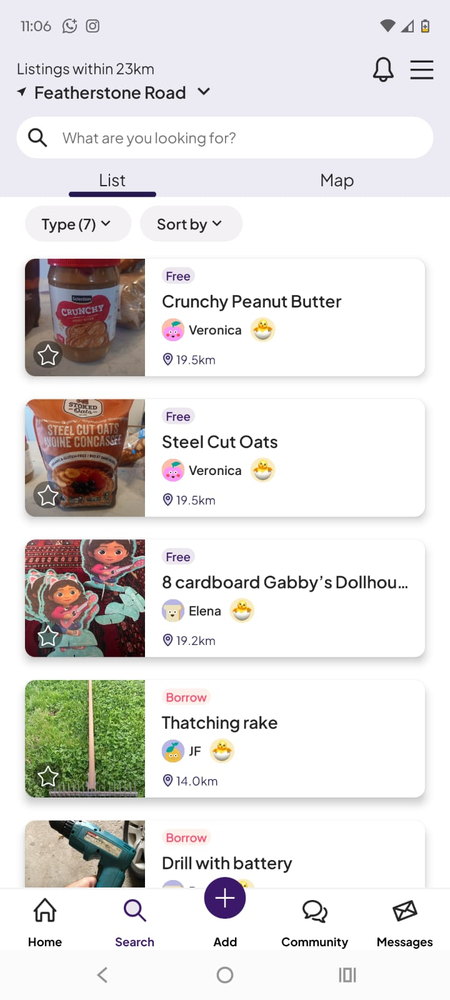 11:06
Listings within 23km
Featherstone Road
What are you looking for?
List
Map
Type (7)
Sort by
Selection
CRUNCHY
Free
Crunchy Peanut Butter
Veronica
19.5km
STOKED
Oats
STEEL CUT OATS
AVOINE CONCASSÉE
Free
Steel Cut Oats
Veronica
19.5km
Free
8 cardboard Gabby’s Dollhou...
Elena
19.2km
Borrow
Thatching rake
JF
14.0km
Borrow
Drill with battery
Home
Search
Add
Community
Messages